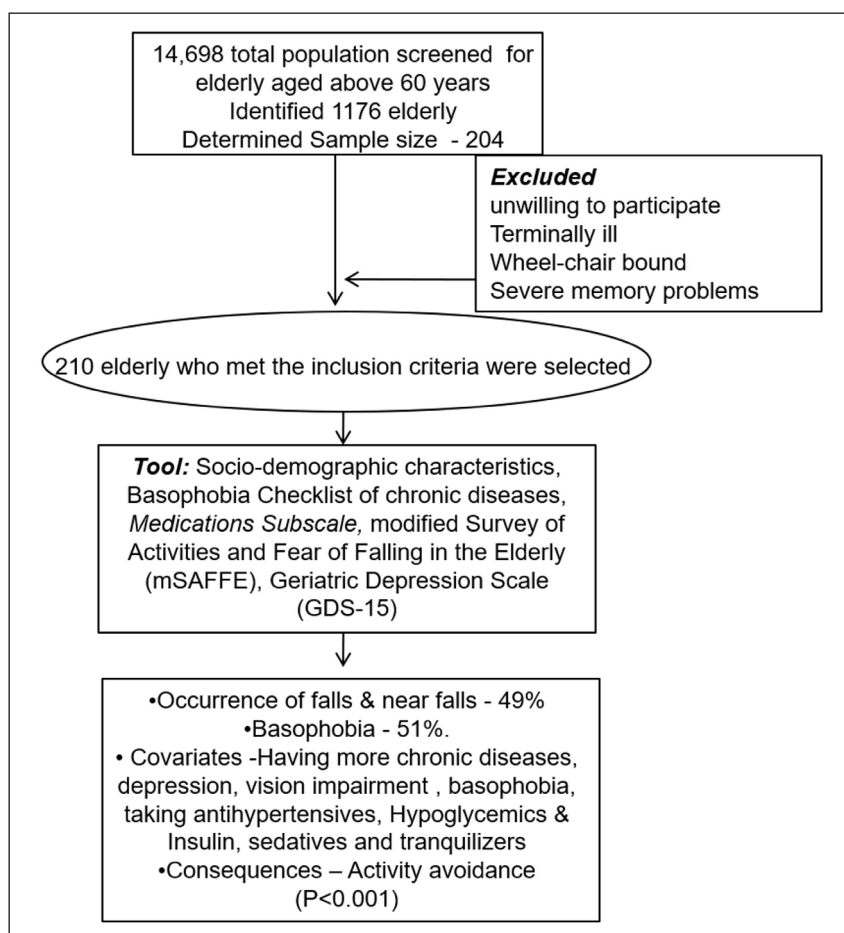 14,698 total population screened for
elderly aged above 60 years
Identified 1176 elderly
Determined Sample size - 204
Excluded
unwilling to participate
Terminally ill
Wheel-chair bound
Severe memory problems
210 elderly who met the inclusion criteria were selected
Tool: Socio-demographic characteristics,
Basophobia Checklist of chronic diseases,
Medications Subscale, modified Survey of
Activities and Fear of Falling in the Elderly
(mSAFFE), Geriatric Depression Scale
(GDS-15)
•Occurrence of falls & near falls - 49%
•Basophobia - 51%.
• Covariates -Having more chronic diseases,
depression, vision impairment , basophobia,
taking antihypertensives, Hypoglycemics &
Insulin, sedatives and tranquilizers
•Consequences – Activity avoidance
(P<0.001)